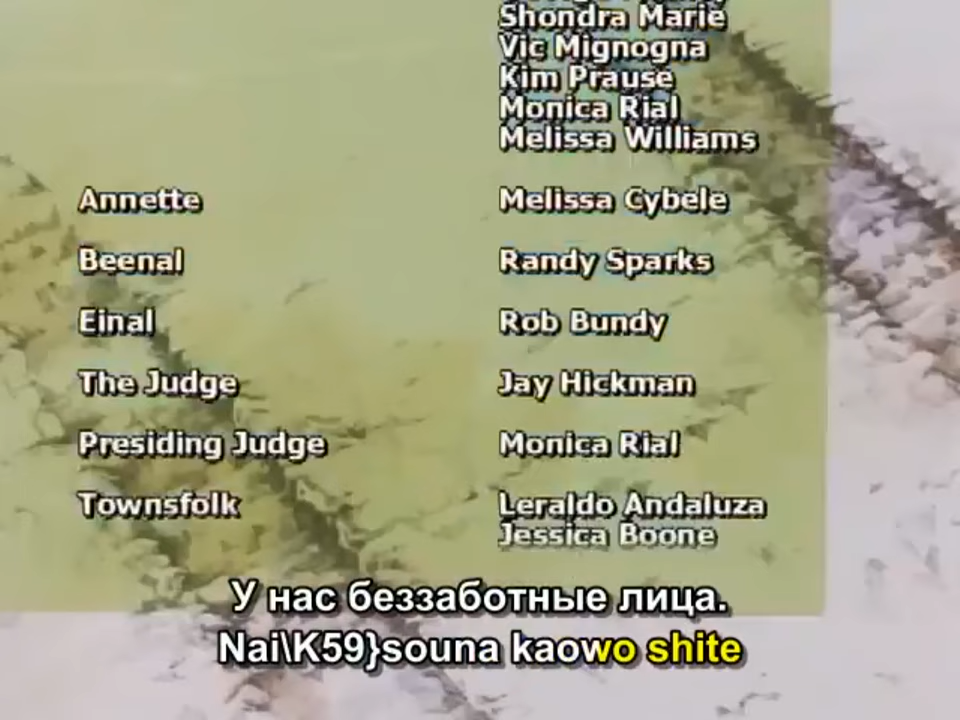 Shondra Marie
Vic Mignogna
Kim Prause
Monica Rial
Melissa Williams
Annette Melissa Cybele
Beenal Randy Sparks
Einal Rob Bundy
The Judge Jay Hickman
Presiding Judge Monica Rial
Townsfolk Leraldo Andaluza
Jessica Boone
У нас беззаботные лица.
Nai\K59}souna kaowo shite